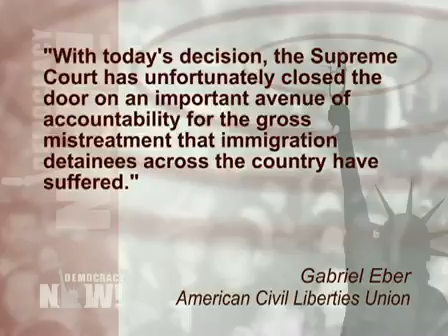 "With today's decision, the Supreme
Court has unfortunately closed the
door on an important avenue of
accountability for the gross
mistreatment that immigration
detainees across the country have
suffered."
Gabriel Eber
American Civil Liberties Union
DEMOCRACY
NOW!